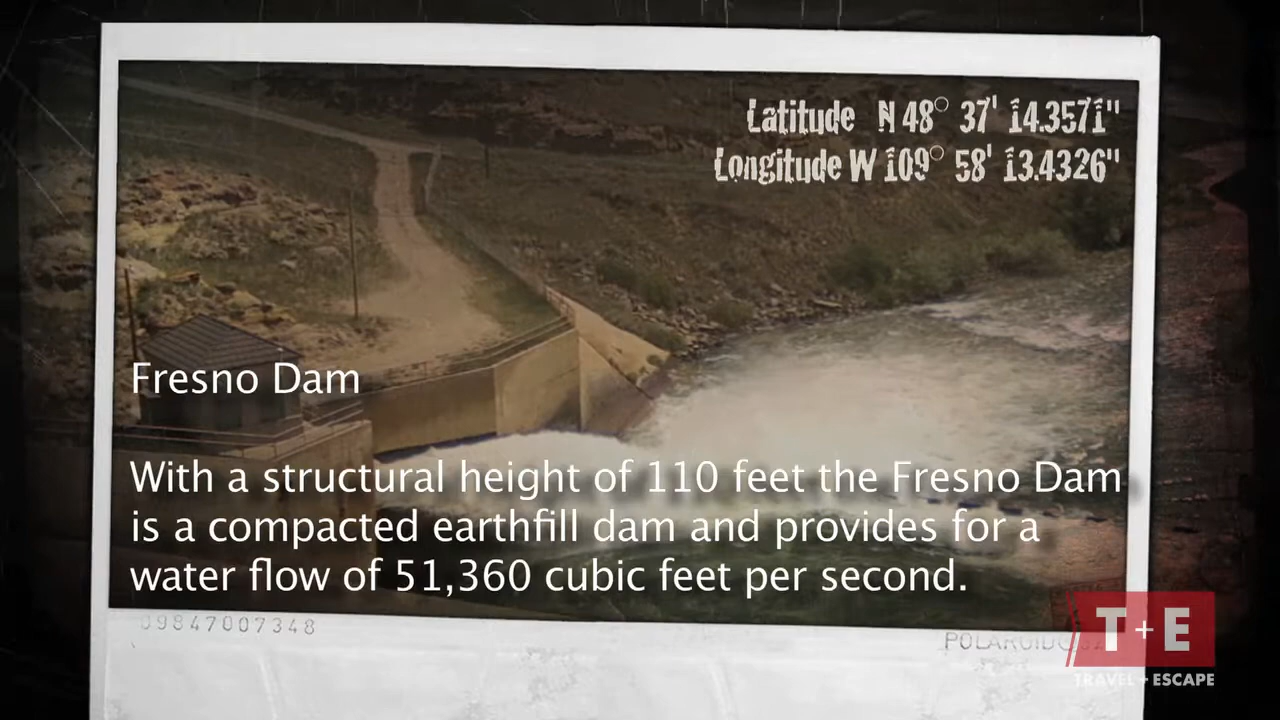 Latitude N 48° 37' 14.3571"
Longitude W 109° 58' 13.4326"
Fresno Dam
With a structural height of 110 feet the Fresno Dam
is a compacted earthfill dam and provides for a
water flow of 51,360 cubic feet per second.
09847007348
T+E
TRAVEL + ESCAPE